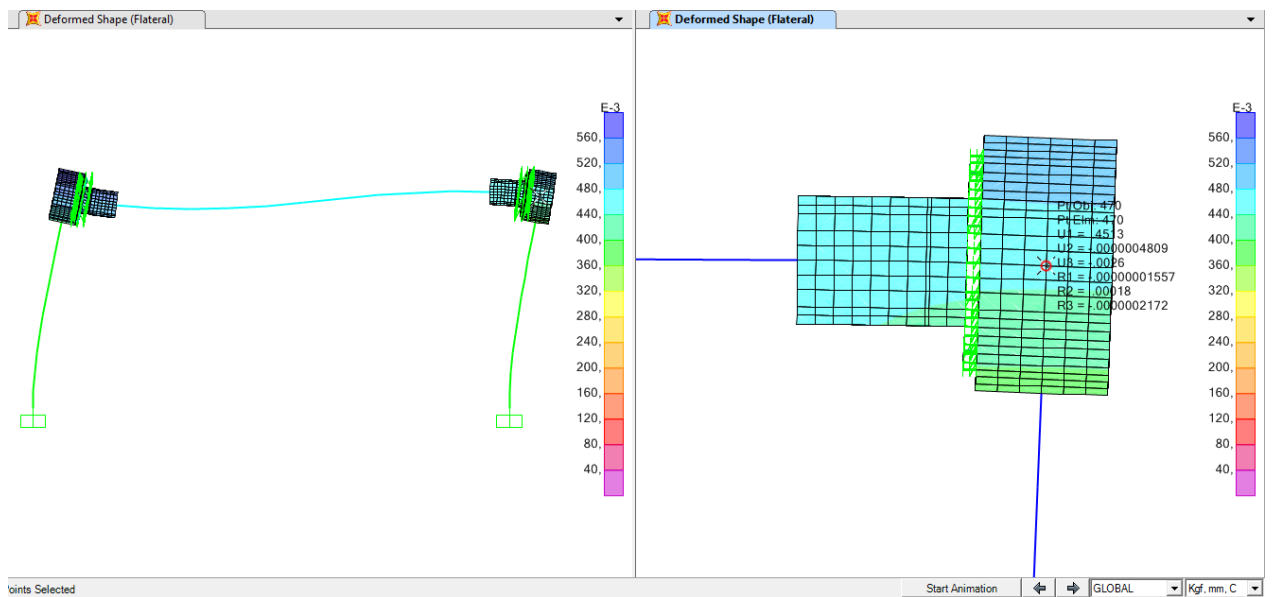 Deformed Shape (Flateral)
E-3
560,
520,
480,
440,
400,
360,
320,
280,
240,
200,
160,
120,
80,
40,
Deformed Shape (Flateral)
E-3
560,
520,
480,
440,
400,
360,
320,
280,
240,
200,
160,
120,
80,
40,
Pt Obj: 470
Pt Elm: 470
U1 = .4513
U2 = -.0000004809
U3 = -.0026
R1 = -.00000001557
R2 = .00018
R3 = -.0000002172
oints Selected
Start Animation
GLOBAL
Kgf, mm, C